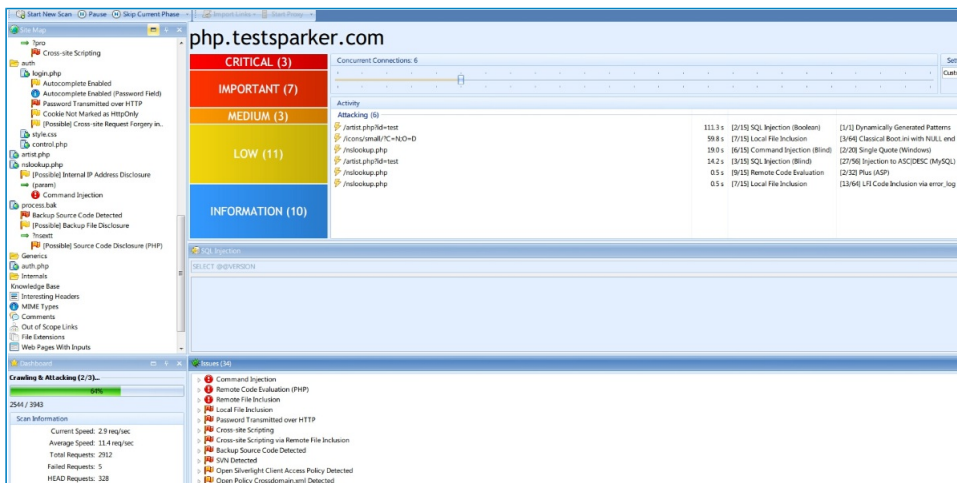 Start New Scan Pause Skip Current Phase Import Links Start Proxy
Site Map
?pro
Cross-site Scripting
auth
login.php
Autocomplete Enabled
Autocomplete Enabled (Password Field)
Password Transmitted over HTTP
Cookie Not Marked as HttpOnly
[Possible] Cross-site Request Forgery in..
style.css
control.php
artist.php
nslookup.php
[Possible] Internal IP Address Disclosure
(param)
Command Injection
process.bak
Backup Source Code Detected
[Possible] Backup File Disclosure
?nsextt
[Possible] Source Code Disclosure (PHP)
Generics
auth.php
Internals
Knowledge Base
Interesting Headers
MIME Types
Comments
Out of Scope Links
File Extensions
Web Pages With Inputs
Dashboard
Crawling & Attacking (2/3)...
64%
2544 / 3943
Scan Information
Current Speed: 2.9 req/sec
Average Speed: 11.4 req/sec
Total Requests: 2912
Failed Requests: 5
HEAD Requests: 328
php.testsparker.com
CRITICAL (3)
IMPORTANT (7)
MEDIUM (3)
LOW (11)
INFORMATION (10)
Concurrent Connections: 6
Sett
Custo
Activity
Attacking (6)
/artist.php?id=test 111.3 s [2/15] SQL Injection (Boolean) [1/1] Dynamically Generated Patterns
/icons/small/?C=N;O=D 59.8 s [7/15] Local File Inclusion [3/64] Classical Boot.ini with NULL end
/nslookup.php 19.0 s [6/15] Command Injection (Blind) [2/20] Single Quote (Windows)
/artist.php?id=test 14.2 s [3/15] SQL Injection (Blind) [27/56] Injection to ASC|DESC (MySQL)
/nslookup.php 0.5 s [9/15] Remote Code Evaluation [2/32] Plus (ASP)
/nslookup.php 0.5 s [7/15] Local File Inclusion [13/64] LFI Code Inclusion via error_log
SQL Injection
SELECT @@VERSION
Issues (34)
Command Injection
Remote Code Evaluation (PHP)
Remote File Inclusion
Local File Inclusion
Password Transmitted over HTTP
Cross-site Scripting
Cross-site Scripting via Remote File Inclusion
Backup Source Code Detected
SVN Detected
Open Silverlight Client Access Policy Detected
Open Policy Crossdomain.xml Detected